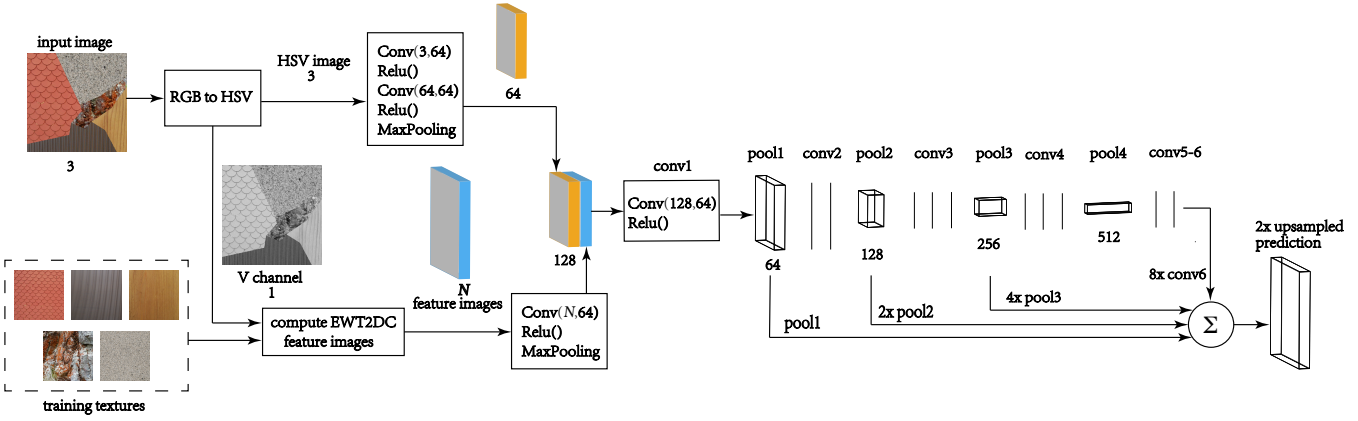 input image
3
RGB to HSV
HSV image
3
Conv(3,64)
Relu()
Conv(64,64)
Relu()
MaxPooling
64
V channel
1
training textures
compute EWT2DC
feature images
N
feature images
Conv(N,64)
Relu()
MaxPooling
128
conv1
Conv(128,64)
Relu()
pool1
conv2
pool2
conv3
pool3
conv4
pool4
conv5-6
64
128
256
512
pool1
2x pool2
4x pool3
8x conv6
Σ
2x upsampled
prediction